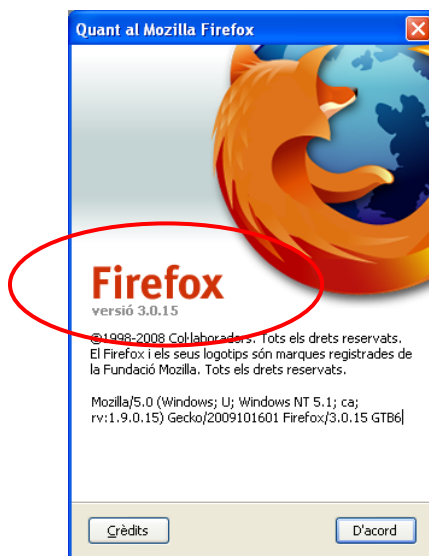 Quant al Mozilla Firefox
Firefox
versió 3.0.15
©1998-2008 Col·laboradors. Tots els drets reservats.
El Firefox i els seus logotips són marques registrades de
la Fundació Mozilla. Tots els drets reservats.
Mozilla/5.0 (Windows; U; Windows NT 5.1; ca;
rv:1.9.0.15) Gecko/2009101601 Firefox/3.0.15 GTB6
Crèdits
D'acord